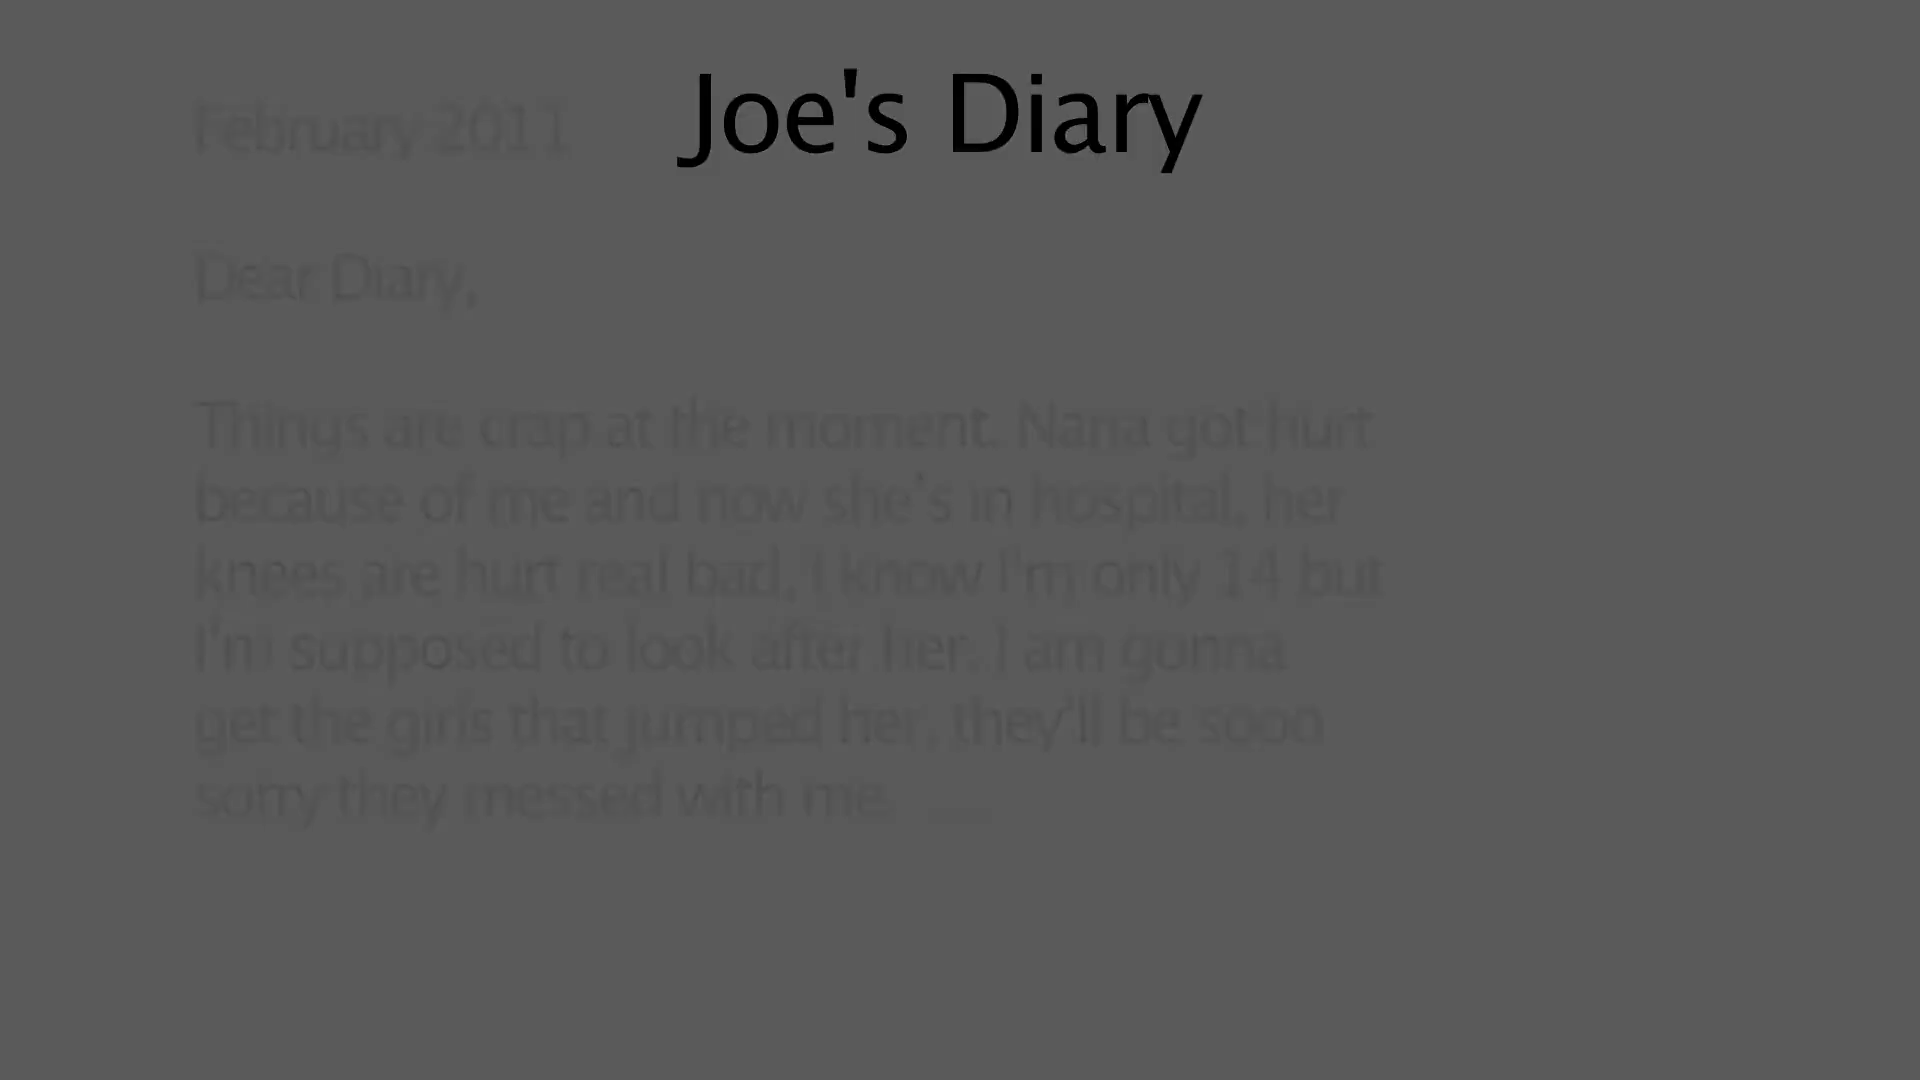 Joe's Diary
February 2011
Dear Diary,
Things are crap at the moment. Nana got hurt
because of me and now she's in hospital, her
knees are hurt real bad, I know I'm only 14 but
I'm supposed to look after her. I am gonna
get the girls that jumped her, they'll be sooo
sorry they messed with me.